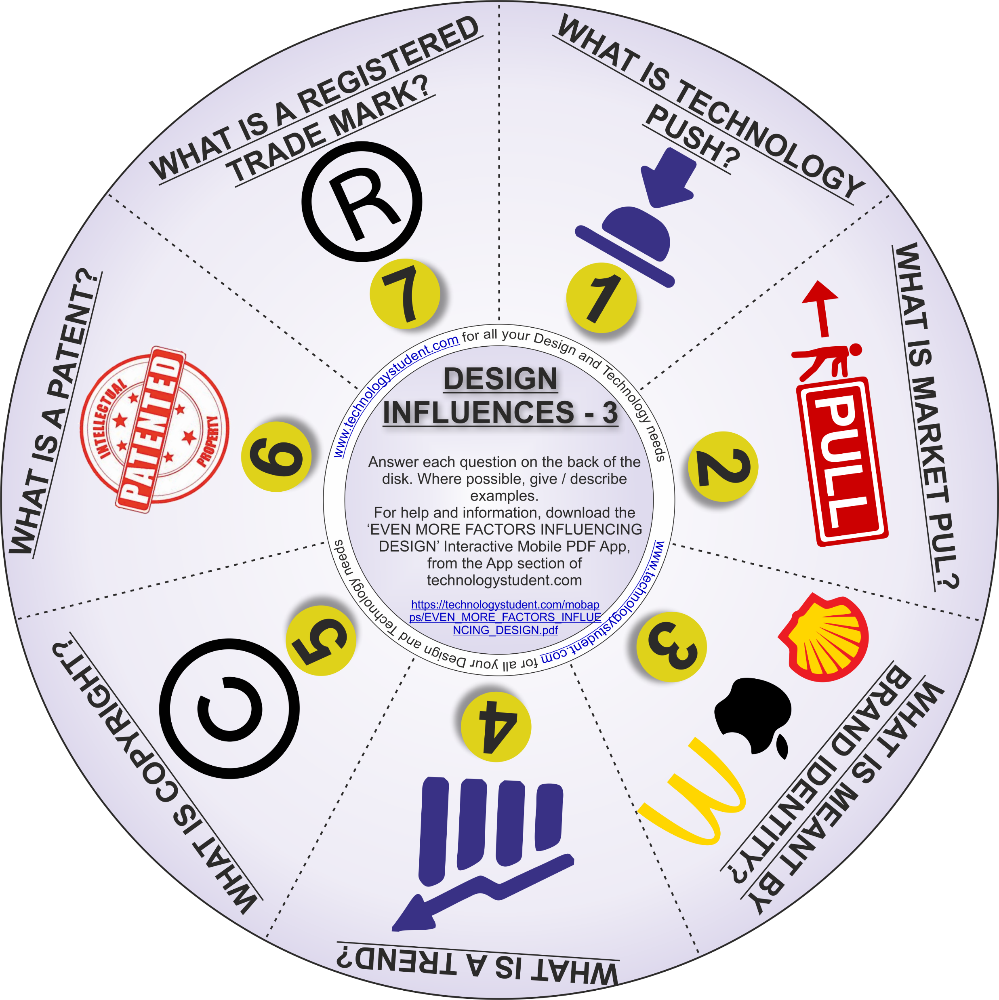 DESIGN
INFLUENCES - 3
Answer each question on the back of the
disk. Where possible, give / describe
examples.
For help and information, download the
‘EVEN MORE FACTORS INFLUENCING
DESIGN’ Interactive Mobile PDF App,
from the App section of
technologystudent.com
https://technologystudent.com/mobap
ps/EVEN_MORE_FACTORS_INFLUE
NCING_DESIGN.pdf
www.technologystudent.com for all your Design and Technology needs
www.technologystudent.com for all your Design and Technology needs
WHAT IS TECHNOLOGY
PUSH?
1
WHAT IS MARKET PUL?
PULL
2
WHAT IS MEANT BY
BRAND IDENTITY?
3
WHAT IS A TREND?
4
WHAT IS COPYRIGHT?
©
5
WHAT IS A PATENT?
INTELLECTUAL
PATENTED
PROPERTY
6
WHAT IS A REGISTERED
TRADE MARK?
®
7